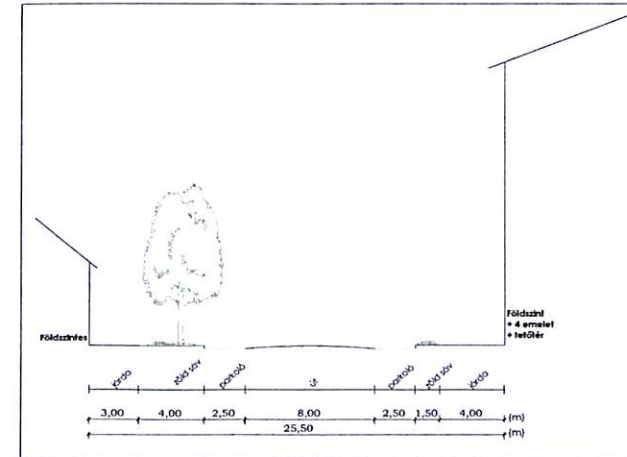 Földszintes
Földszint
+ 4 emelet
+ tetőtér
járda zöld sáv parkoló út parkoló zöld sáv járda
3,00 4,00 2,50 8,00 2,50 1,50 4,00 (m)
25,50 (m)